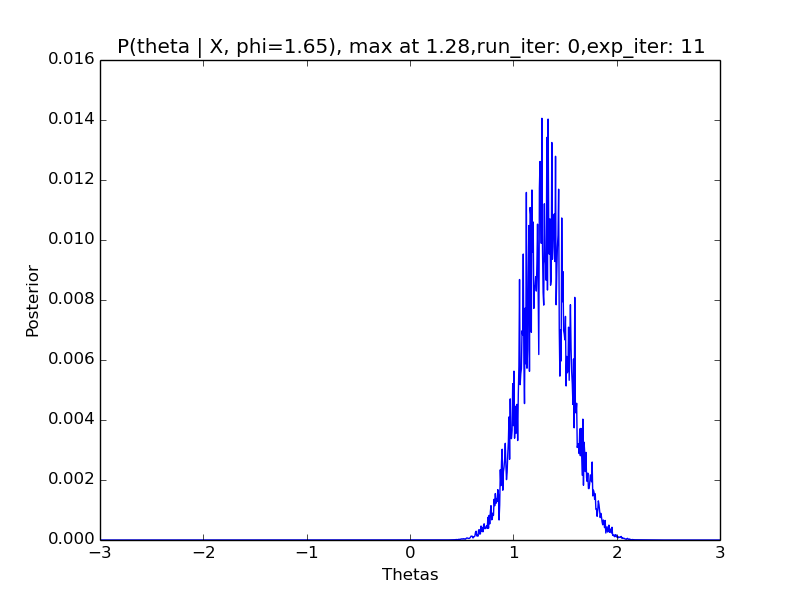 P(theta | X, phi=1.65), max at 1.28,run_iter: 0,exp_iter: 11
0.016
0.014
0.012
0.010
0.008
0.006
0.004
0.002
0.000
Posterior
−3 −2 −1 0 1 2 3
Thetas